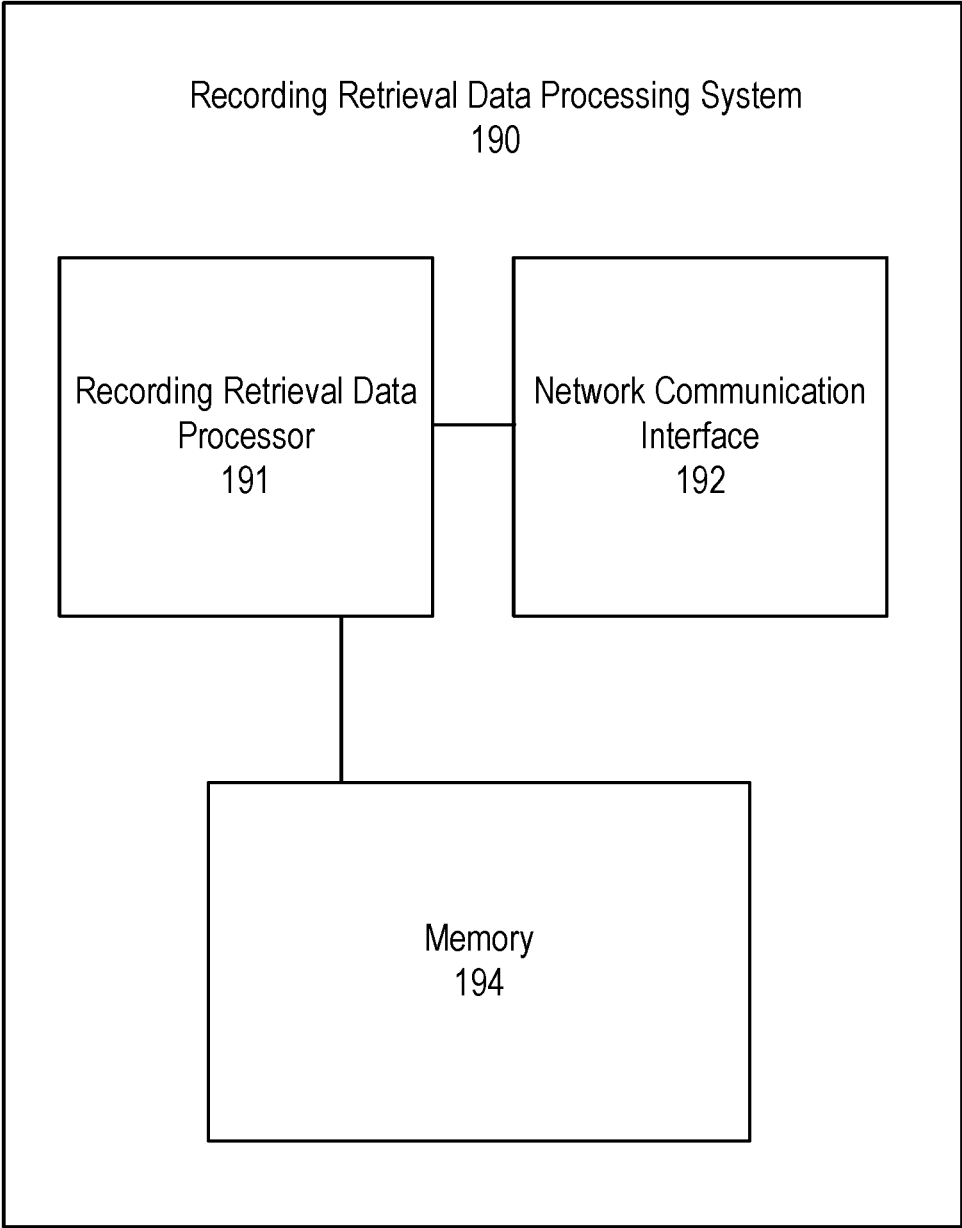 Recording Retrieval Data Processing System
190
Recording Retrieval Data
Processor
191
Network Communication
Interface
192
Memory
194